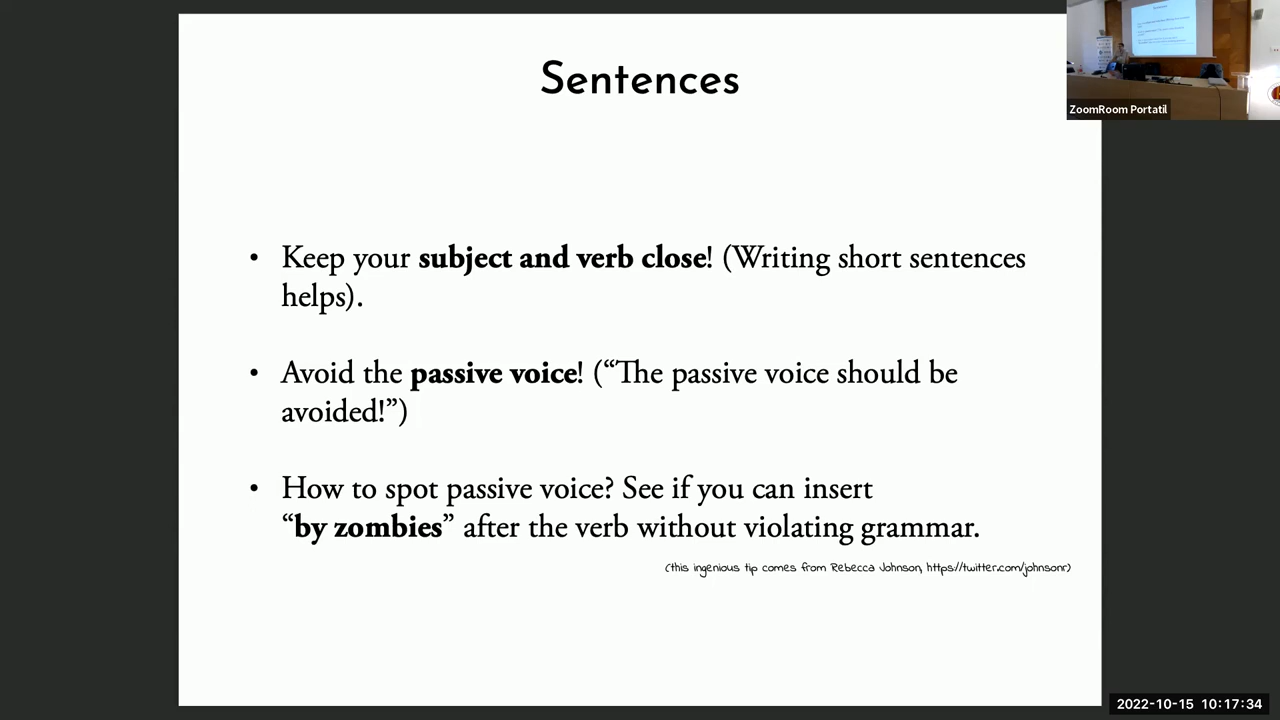 Sentences
ZoomRoom Portatil
• Keep your subject and verb close! (Writing short sentences
helps).
• Avoid the passive voice! (“The passive voice should be
avoided!”)
• How to spot passive voice? See if you can insert
“by zombies” after the verb without violating grammar.
(this ingenious tip comes from Rebecca Johnson, https://twitter.com/johnsonr)
2022-10-15 10:17:34